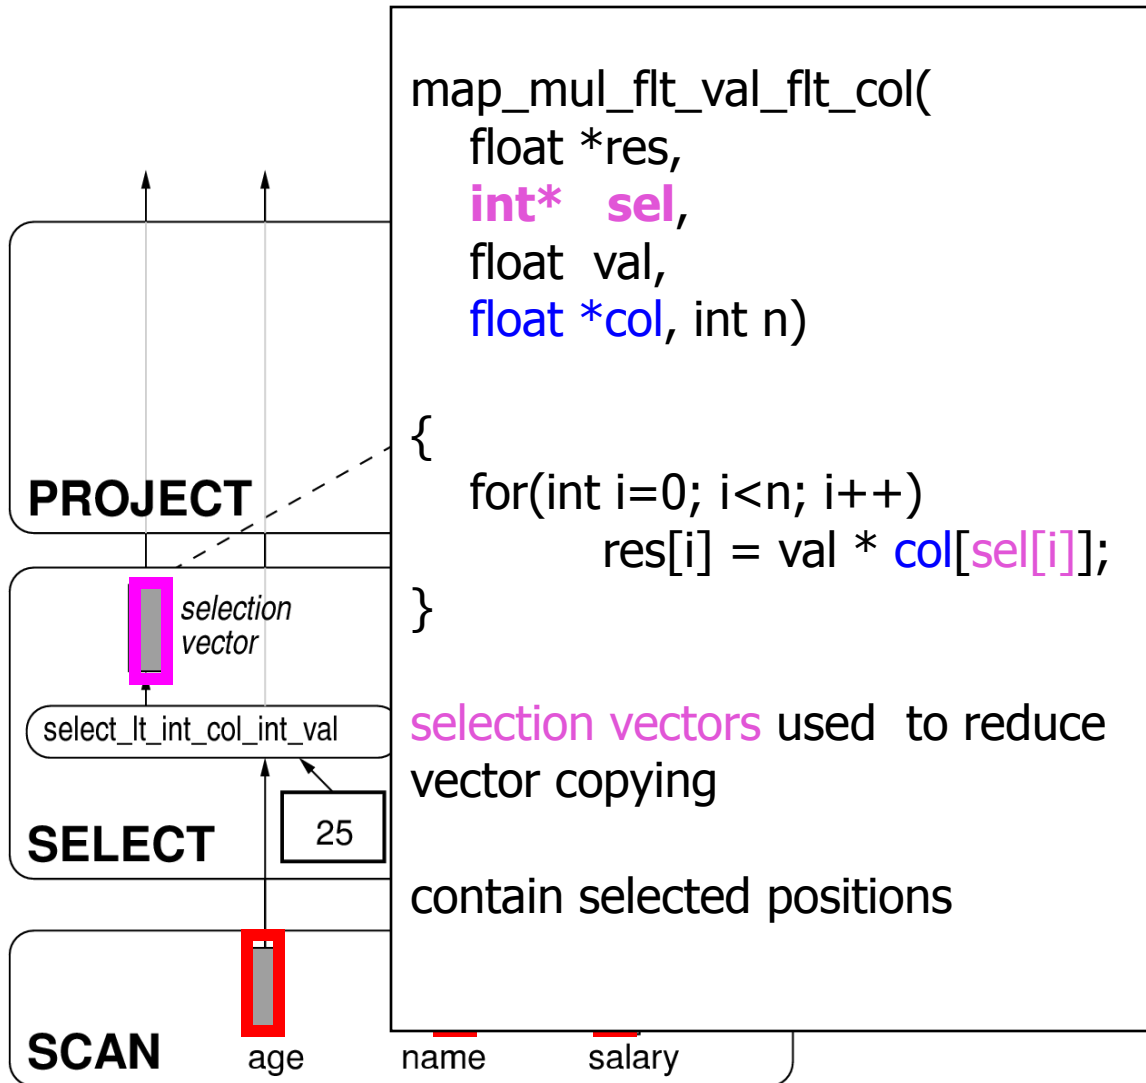 map_mul_flt_val_flt_col(
float *res,
int* sel,
float val,
float *col, int n)
{
for(int i=0; i<n; i++)
res[i] = val * col[sel[i]];
}
selection vectors used to reduce
vector copying
contain selected positions
PROJECT
selection
vector
select_lt_int_col_int_val
25
SELECT
SCAN
age
name
salary